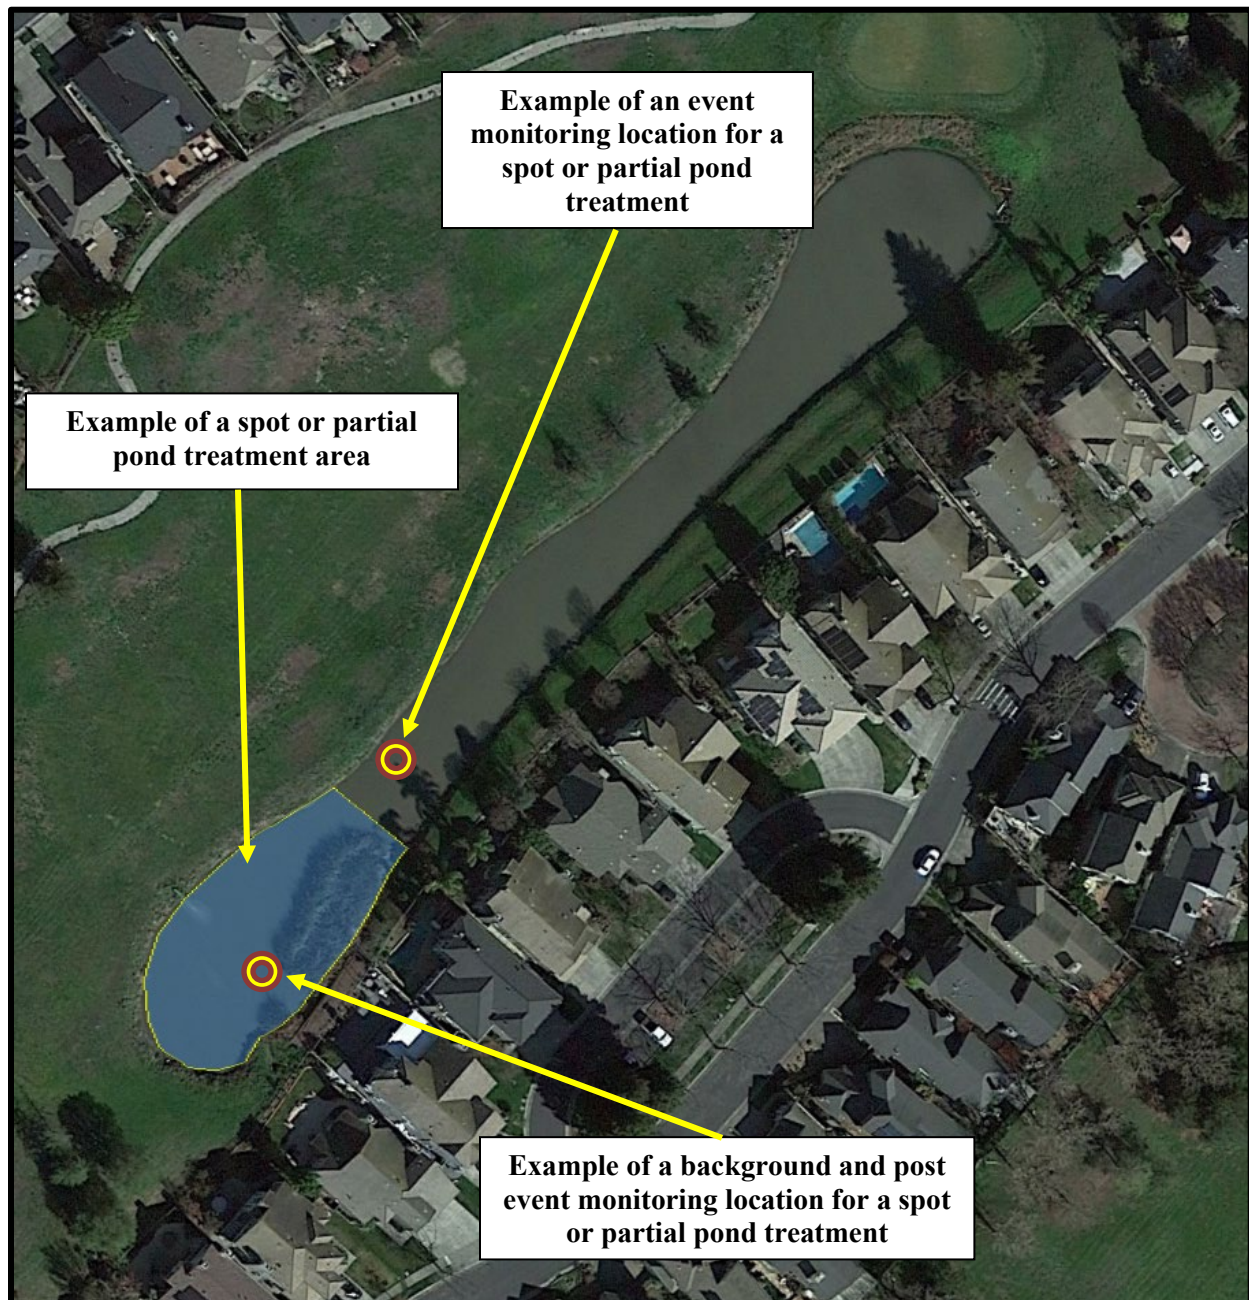 Example of an event
monitoring location for a
spot or partial pond
treatment
Example of a spot or partial
pond treatment area
Example of a background and post
event monitoring location for a spot
or partial pond treatment